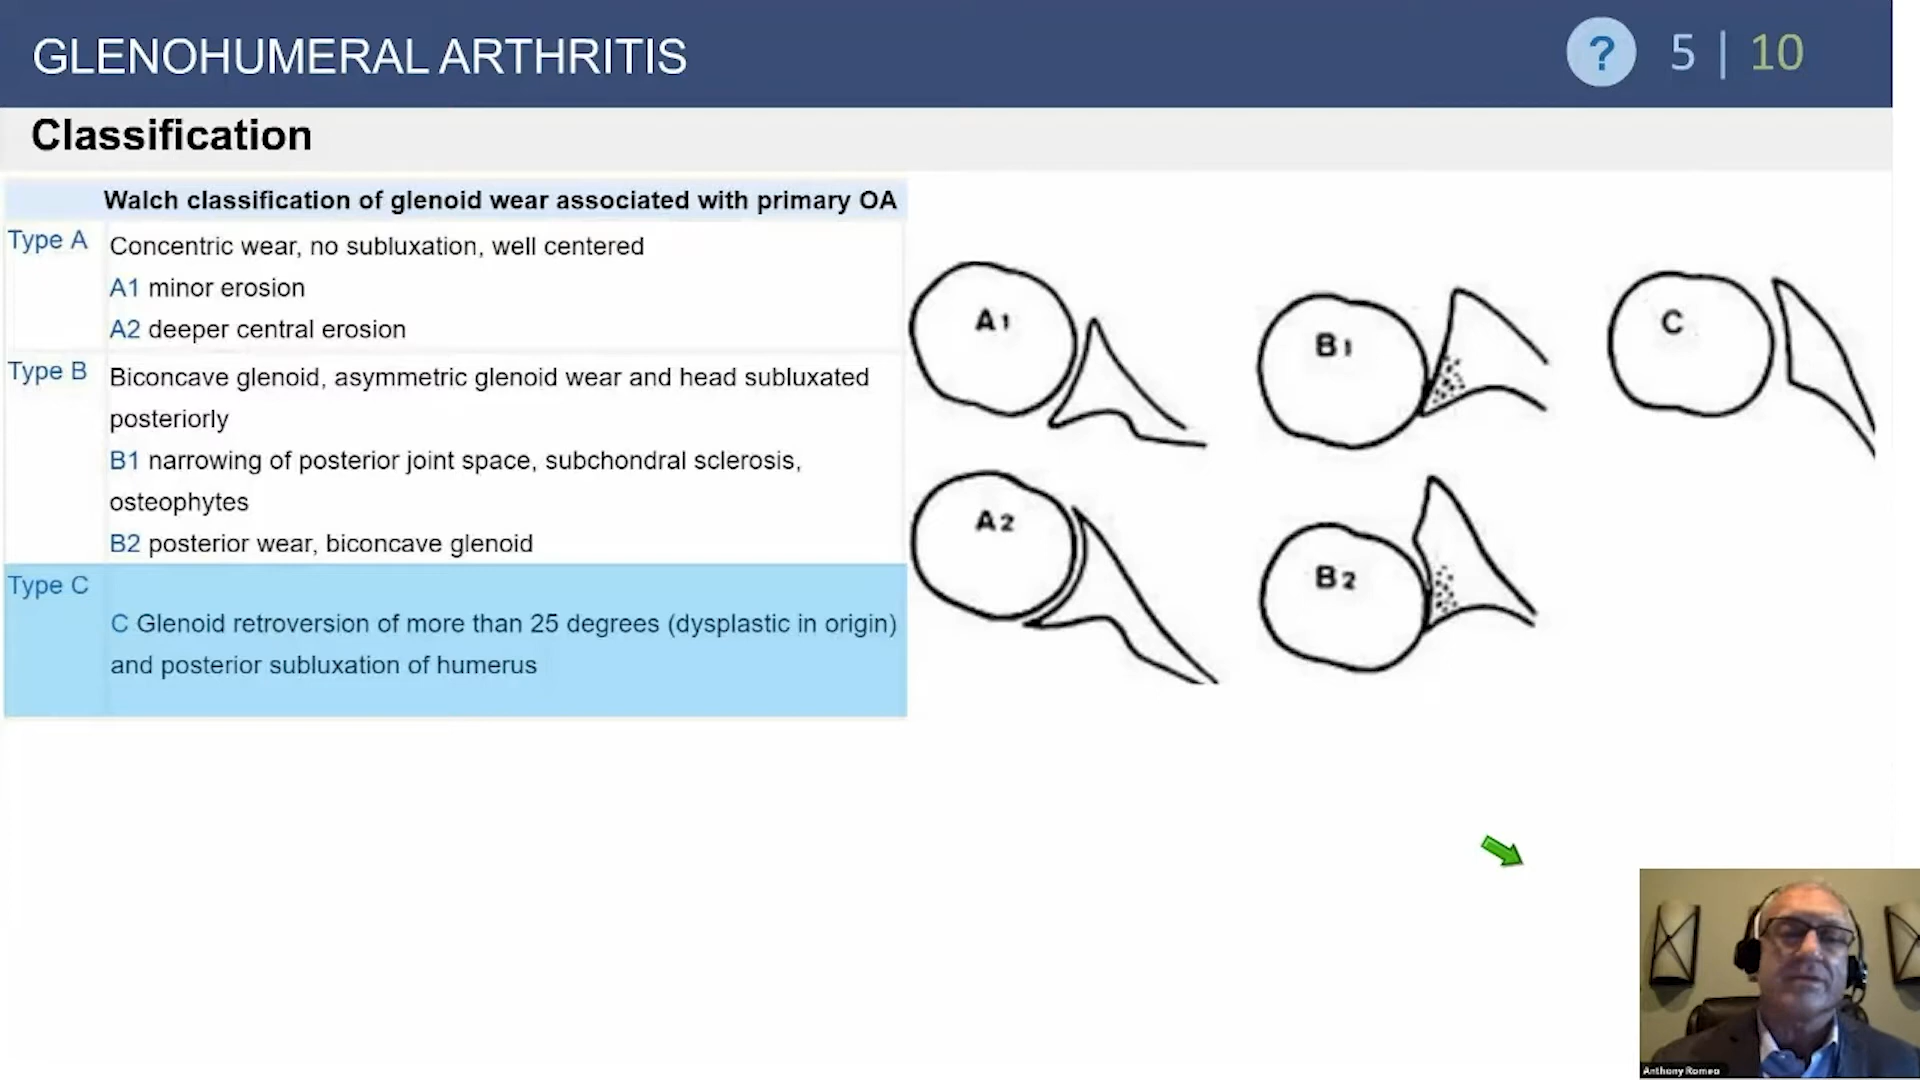 GLENOHUMERAL ARTHRITIS
? 5 | 10
Classification
Walch classification of glenoid wear associated with primary OA
Type A
Concentric wear, no subluxation, well centered
A1 minor erosion
A2 deeper central erosion
Type B
Biconcave glenoid, asymmetric glenoid wear and head subluxated
posteriorly
B1 narrowing of posterior joint space, subchondral sclerosis,
osteophytes
B2 posterior wear, biconcave glenoid
Type C
C Glenoid retroversion of more than 25 degrees (dysplastic in origin)
and posterior subluxation of humerus
A1
B1
C
A2
B2
Anthony Romeo